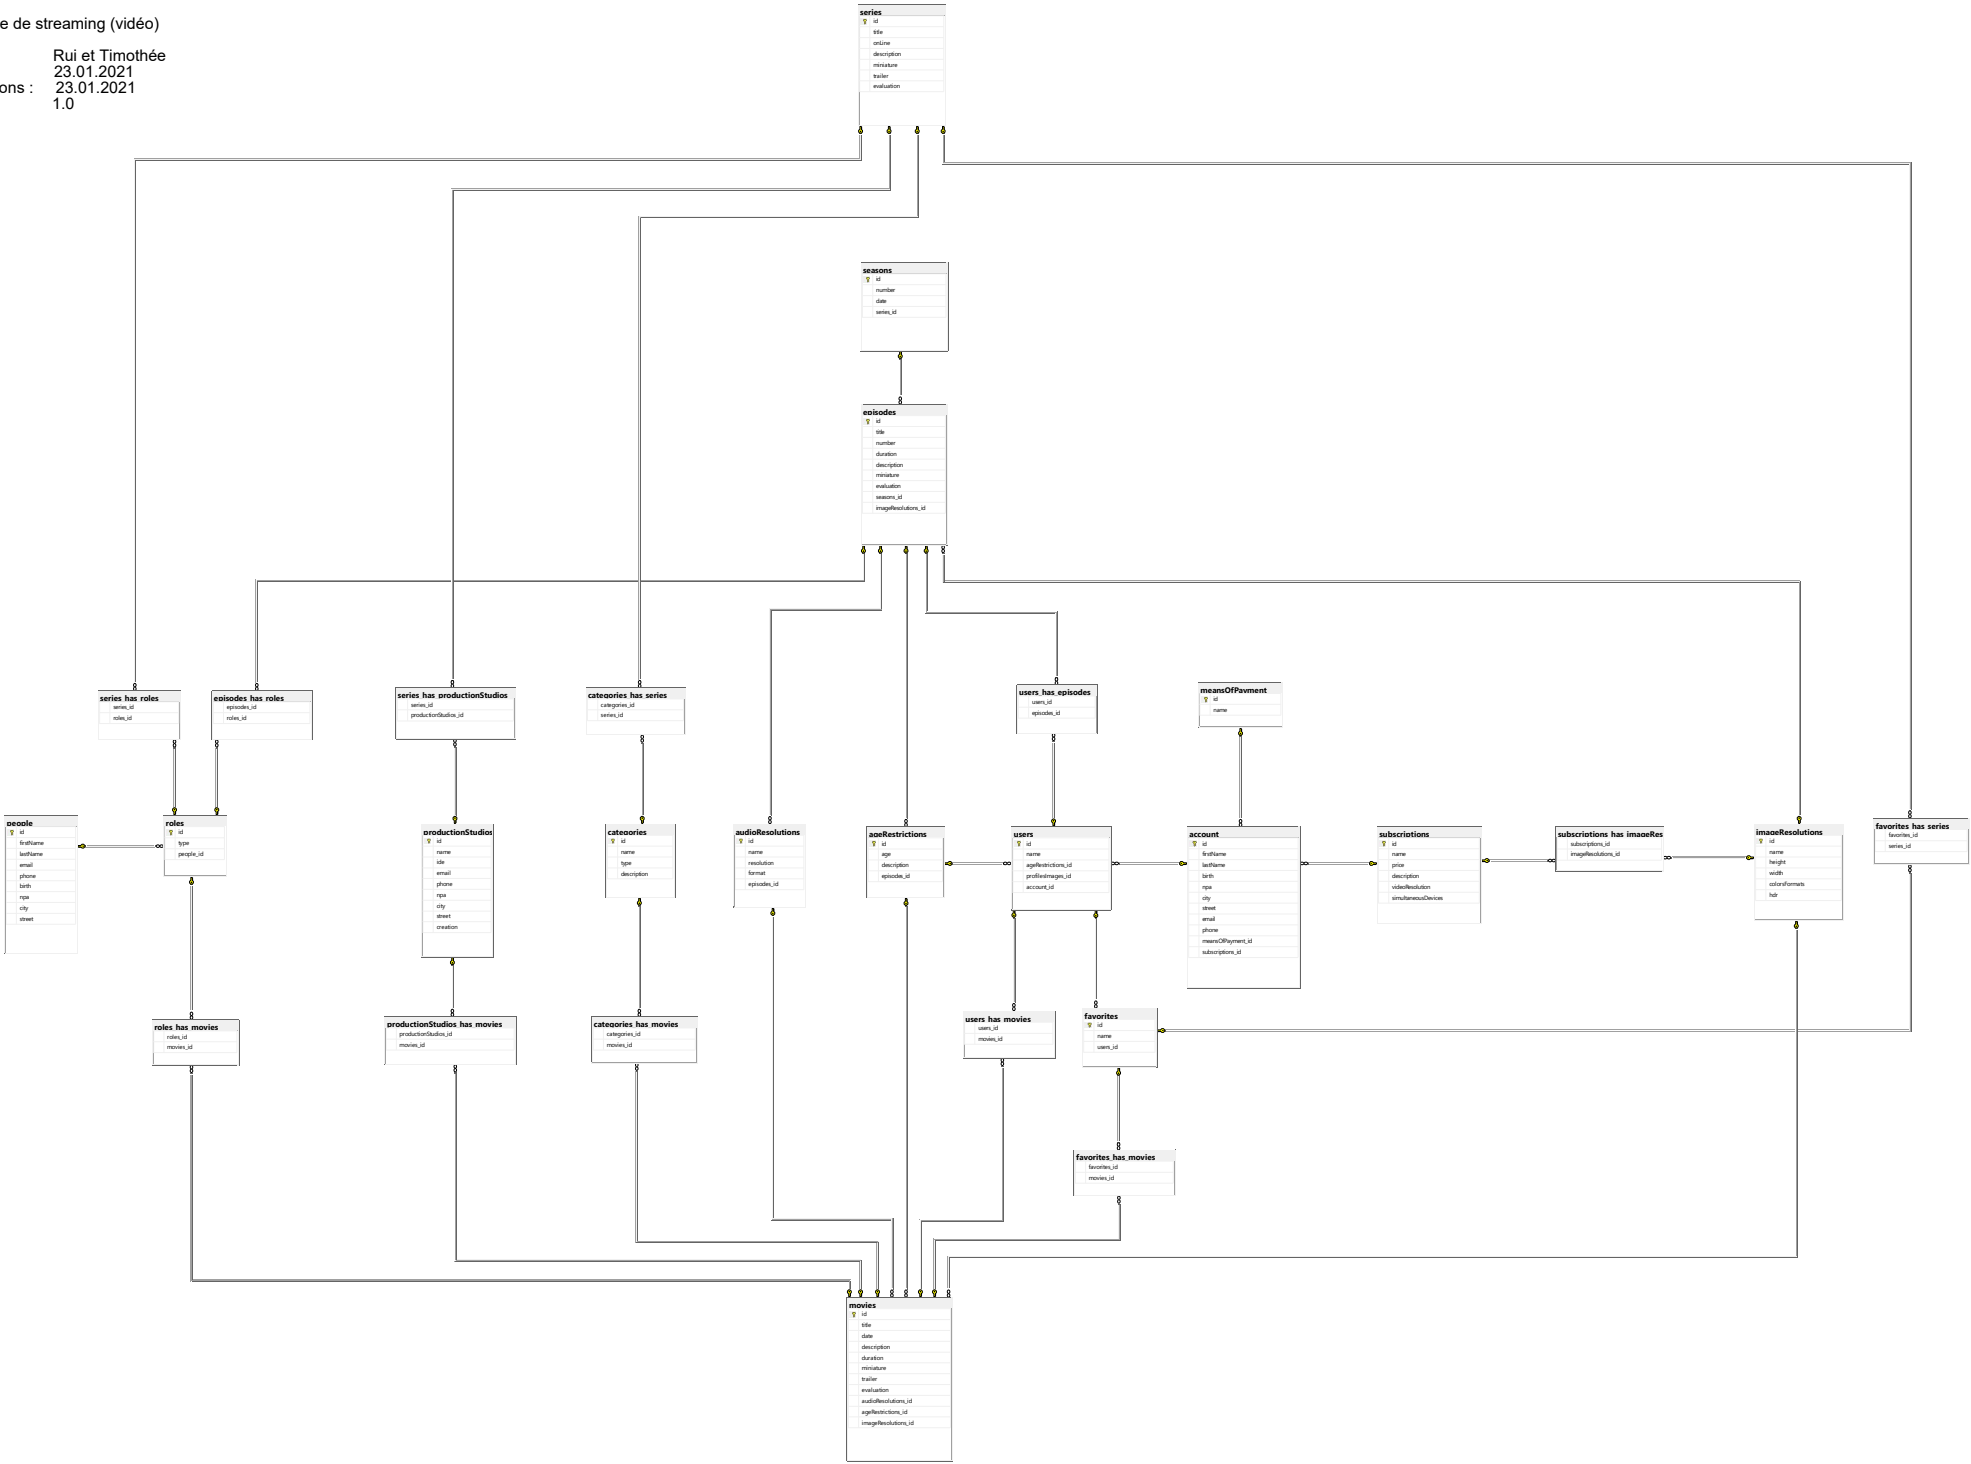 e de streaming (vidéo)
Rui et Timothée
23.01.2021
ons : 23.01.2021
1.0
series
id
title
onLine
description
miniature
trailer
evaluation
seasons
id
number
date
series_id
episodes
id
title
number
duration
description
miniature
evaluation
seasons_id
imageResolutions_id
series_has_roles
series_id
roles_id
episodes_has_roles
episodes_id
roles_id
series_has_productionStudios
series_id
productionStudios_id
categories_has_series
categories_id
series_id
users_has_episodes
users_id
episodes_id
meansOfPayment
id
name
people
id
firstName
lastName
email
phone
birth
npa
city
street
roles
id
type
people_id
productionStudios
id
name
ide
email
phone
npa
city
street
creation
categories
id
name
type
description
audioResolutions
id
name
resolution
format
episodes_id
ageRestrictions
id
age
description
episodes_id
users
id
name
ageRestrictions_id
profilesImages_id
account_id
account
id
firstName
lastName
birth
npa
city
street
email
phone
meansOfPayment_id
subscriptions_id
subscriptions
id
name
price
description
videoResolution
simultaneousDevices
subscriptions_has_imageRes
subscriptions_id
imageResolutions_id
imageResolutions
id
name
height
width
colorsFormats
hdr
favorites_has_series
favorites_id
series_id
roles_has_movies
roles_id
movies_id
productionStudios_has_movies
productionStudios_id
movies_id
categories_has_movies
categories_id
movies_id
users_has_movies
users_id
movies_id
favorites
id
name
users_id
favorites_has_movies
favorites_id
movies_id
movies
id
title
date
description
duration
miniature
trailer
evaluation
audioResolutions_id
ageRestrictions_id
imageResolutions_id